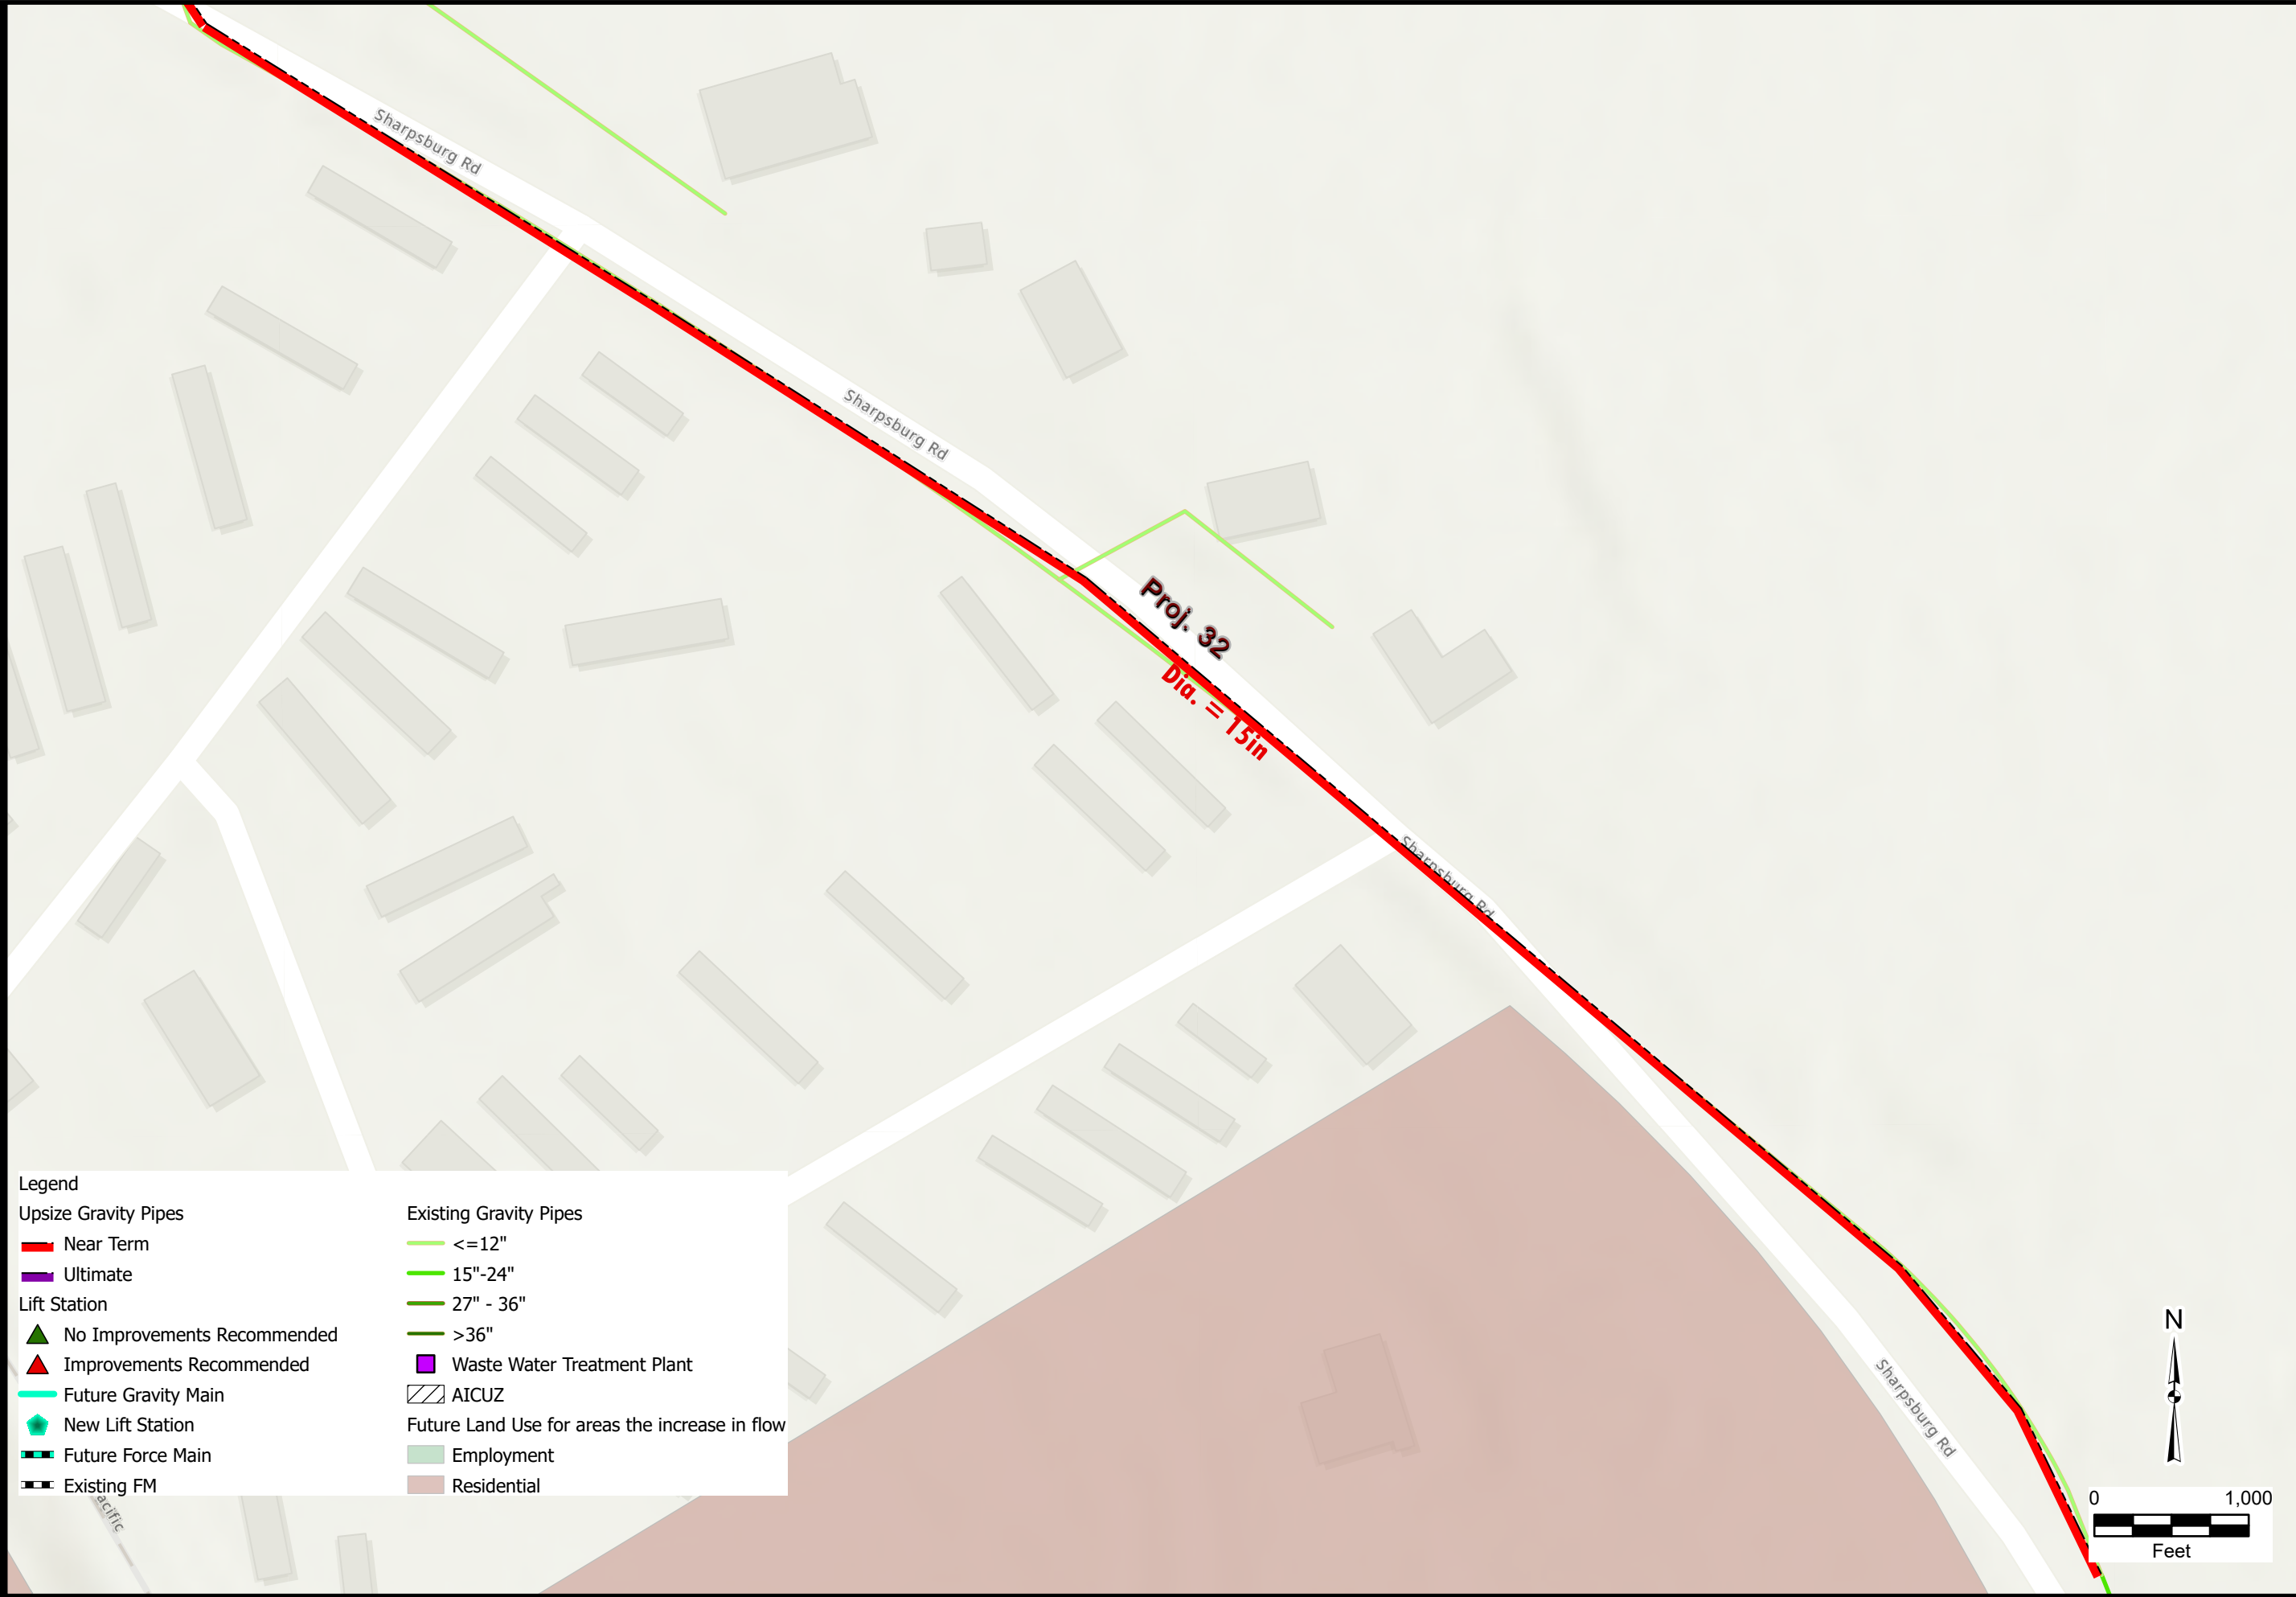 Sharpsburg Rd
Sharpsburg Rd
Proj. 32
Dia. = 15in
Sharpsburg Rd
Sharpsburg Rd
Legend
Upsize Gravity Pipes
Near Term
Ultimate
Lift Station
No Improvements Recommended
Improvements Recommended
Future Gravity Main
New Lift Station
Future Force Main
Existing FM
Existing Gravity Pipes
<=12"
15"-24"
27" - 36"
>36"
Waste Water Treatment Plant
AICUZ
Future Land Use for areas the increase in flow
Employment
Residential
acific
N
0 1,000
Feet